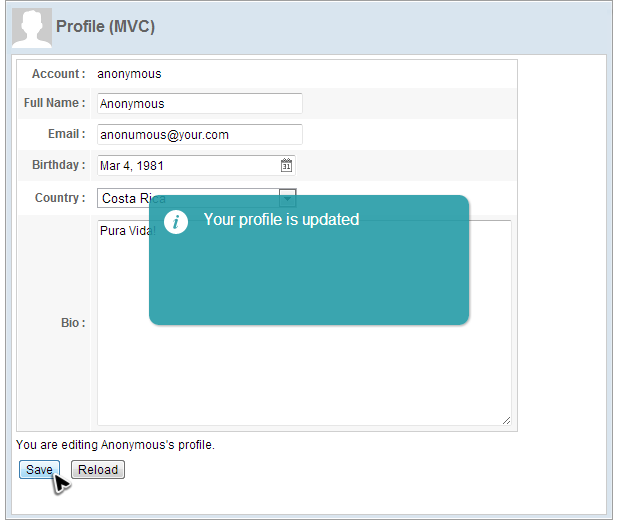 Profile (MVC)
Account : anonymous
Full Name : Anonymous
Email : anonumous@your.com
Birthday : Mar 4, 1981 31
Country : Costa Rica
i Your profile is updated
Pura Vida!
Bio :
You are editing Anonymous's profile.
Save Reload